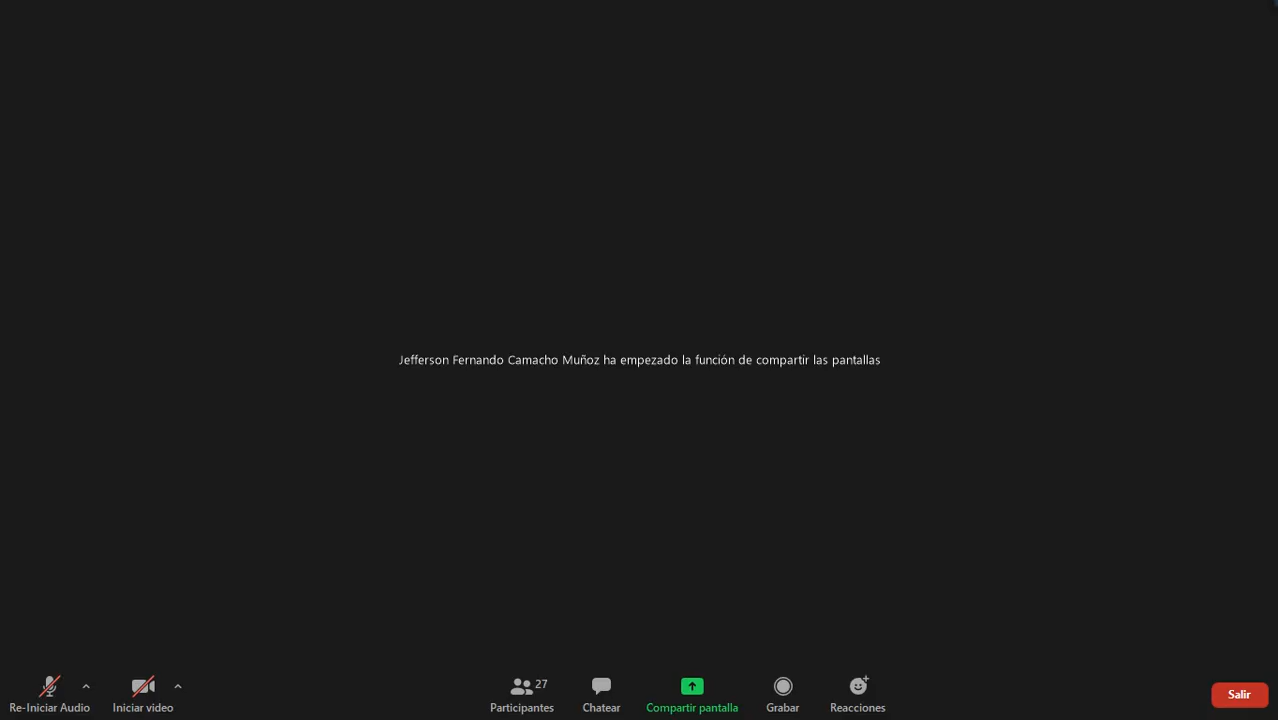 Jefferson Fernando Camacho Muñoz ha empezado la función de compartir las pantallas
27
Re-Iniciar Audio
Iniciar video
Participantes
Chatear
Compartir pantalla
Grabar
Reacciones
Salir